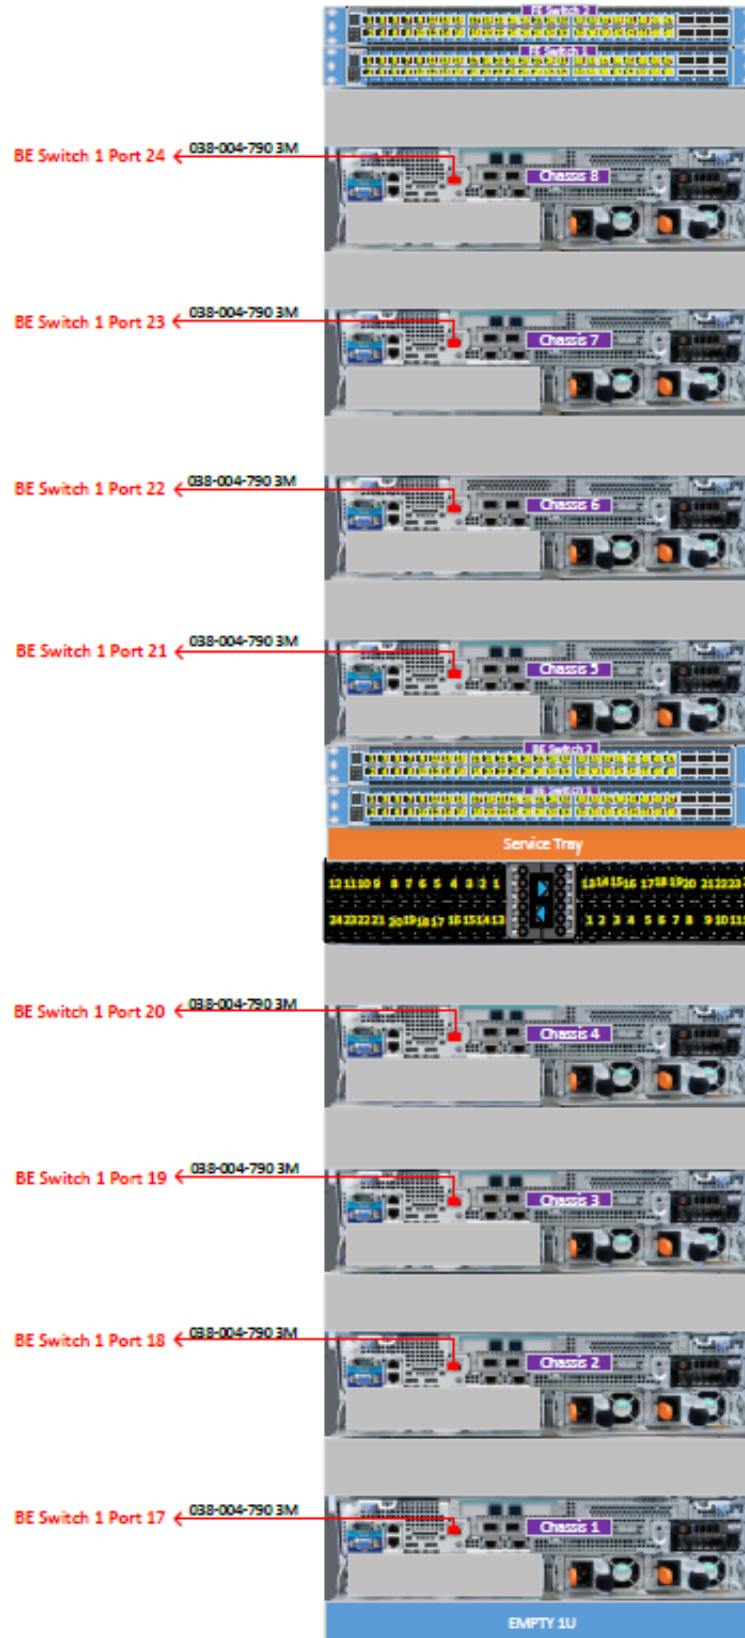 BE Switch 2
BE Switch 1
038-004-790 3M
BE Switch 1 Port 24
Chassis 8
038-004-790 3M
BE Switch 1 Port 23
Chassis 7
038-004-790 3M
BE Switch 1 Port 22
Chassis 6
038-004-790 3M
BE Switch 1 Port 21
Chassis 5
BE Switch 2
Service Tray
12 11 10 9 8 7 6 5 4 3 2 1
13 14 15 16 17 18 19 20 21 22 23
24 23 22 21 20 19 18 17 16 15 14 13
1 2 3 4 5 6 7 8 9 10 11
038-004-790 3M
BE Switch 1 Port 20
Chassis 4
038-004-790 3M
BE Switch 1 Port 19
Chassis 3
038-004-790 3M
BE Switch 1 Port 18
Chassis 2
038-004-790 3M
BE Switch 1 Port 17
Chassis 1
EMPTY 1U